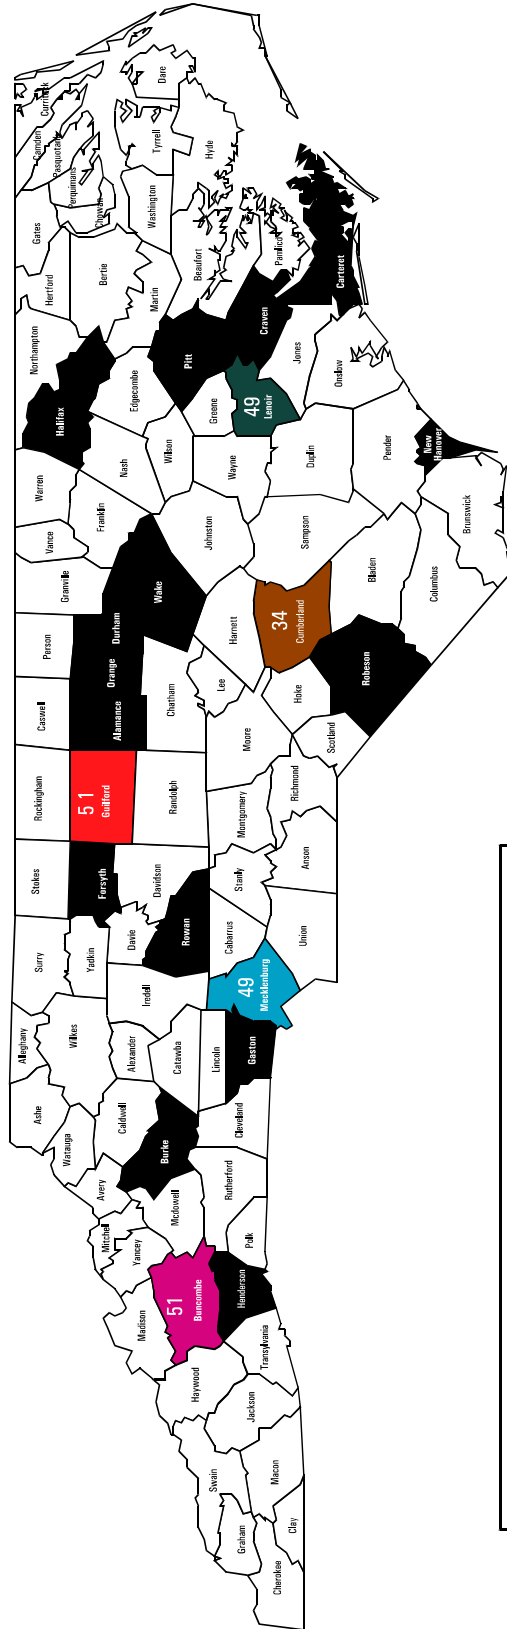 Cherokee
Graham
Clay
Swain
Macon
Jackson
Haywood
Transylvania
Madison
51
Buncombe
Henderson
Yancey
Mitchell
Mcdowell
Polk
Rutherford
Avery
Burke
Cleveland
Watauga
Caldwell
Ashe
Alleghany
Wilkes
Alexander
Catawba
Lincoln
Gaston
Surry
Yadkin
Iredell
Davie
49
Mecklenburg
Cabarrus
Union
Stokes
Forsyth
Davidson
Rowan
Stanly
Anson
Rockingham
5 1
Guilford
Randolph
Montgomery
Richmond
Caswell
Alamance
Chatham
Moore
Scotland
Person
Orange
Durham
Lee
Hoke
Robeson
Granville
Wake
Harnett
34
Cumberland
Bladen
Columbus
Vance
Warren
Franklin
Johnston
Sampson
Brunswick
Halifax
Nash
Wilson
Wayne
Duplin
Pender
New
Hanover
Northampton
Edgecombe
Pitt
Greene
49
Lenoir
Jones
Onslow
Hertford
Gates
Bertie
Martin
Beaufort
Craven
Pamlico
Carteret
Chowan
Perquimans
Pasquotank
Camden
Currituck
Washington
Tyrrell
Hyde
Dare